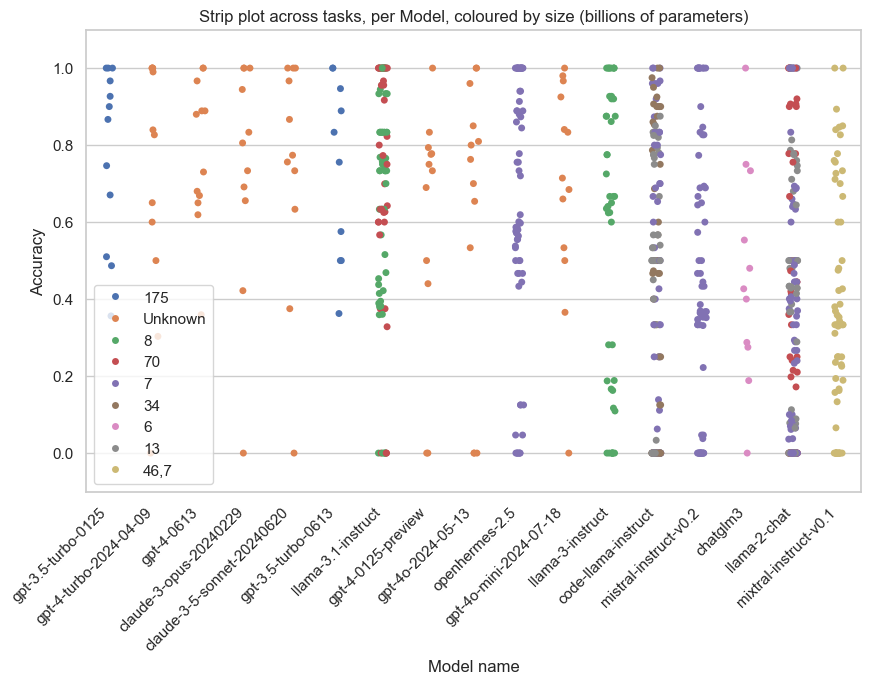 Strip plot across tasks, per Model, coloured by size (billions of parameters)
Accuracy
1.0
0.8
0.6
0.4
0.2
0.0
175
Unknown
8
70
7
34
6
13
46,7
gpt-3.5-turbo-0125
gpt-4-turbo-2024-04-09
gpt-4-0613
claude-3-opus-20240229
claude-3-5-sonnet-20240620
gpt-3.5-turbo-0613
llama-3.1-instruct
gpt-4-0125-preview
gpt-4o-2024-05-13
openhermes-2.5
gpt-4o-mini-2024-07-18
llama-3-instruct
code-llama-instruct
mistral-instruct-v0.2
chatglm3
llama-2-chat
mixtral-instruct-v0.1
Model name